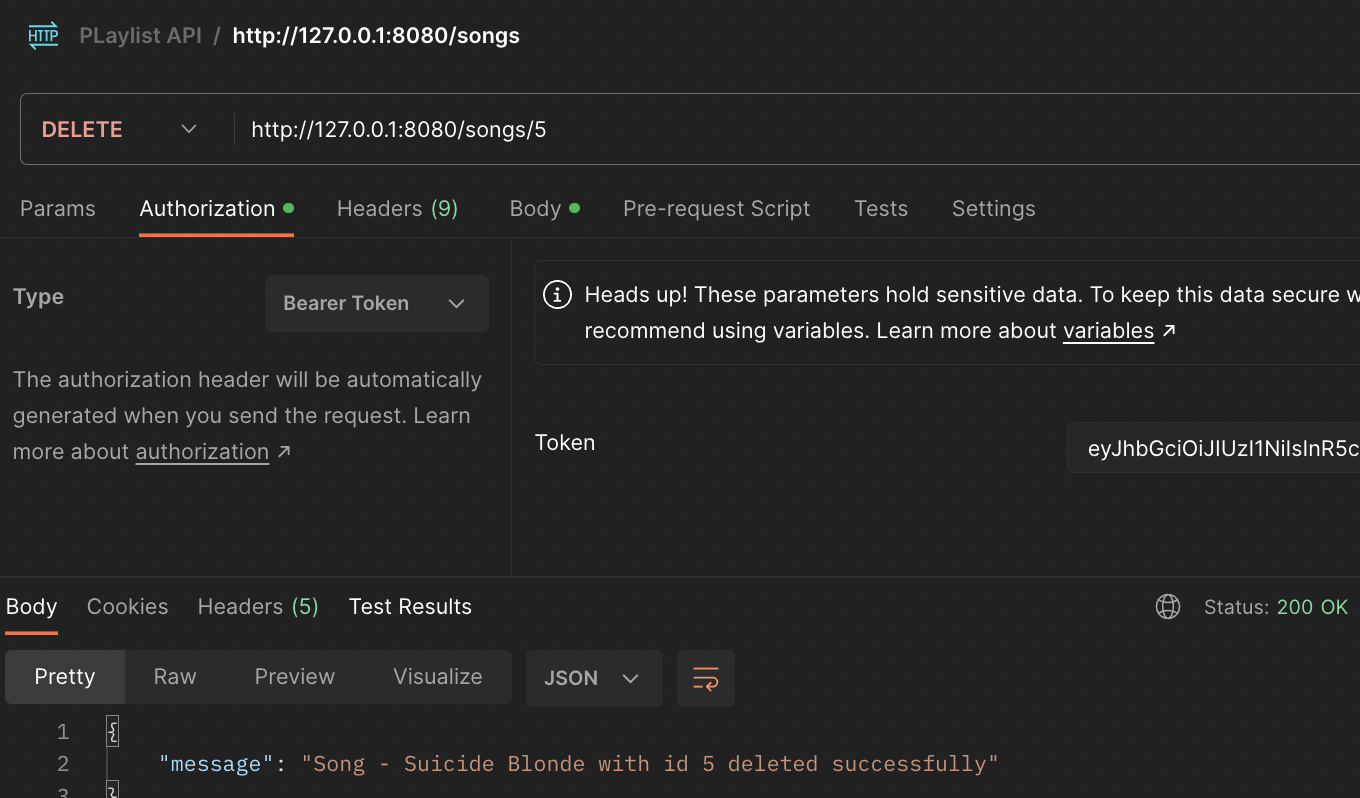 HTTP PLaylist API / http://127.0.0.1:8080/songs
DELETE http://127.0.0.1:8080/songs/5
Params Authorization Headers (9) Body Pre-request Script Tests Settings
Type Bearer Token
The authorization header will be automatically
generated when you send the request. Learn
more about authorization ↗
Heads up! These parameters hold sensitive data. To keep this data secure w
recommend using variables. Learn more about variables ↗
Token eyJhbGciOiJIUzI1NiIsInR5c
Body Cookies Headers (5) Test Results Status: 200 OK
Pretty Raw Preview Visualize JSON
1 {
2 "message": "Song - Suicide Blonde with id 5 deleted successfully"
3 }